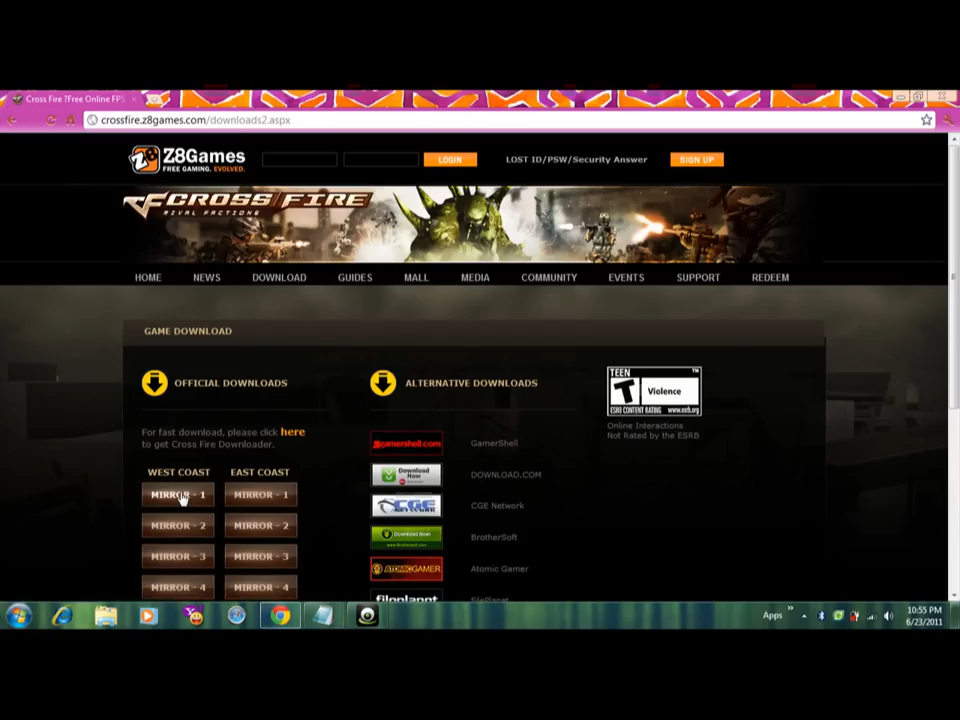 Cross Fire ?Free Online FPS
crossfire.z8games.com/downloads2.aspx
Z8Games
FREE GAMING. EVOLVED.
LOGIN
LOST ID/PSW/Security Answer
SIGN UP
CROSS FIRE
RIVAL FACTIONS
HOME NEWS DOWNLOAD GUIDES MALL MEDIA COMMUNITY EVENTS SUPPORT REDEEM
GAME DOWNLOAD
OFFICIAL DOWNLOADS
For fast download, please click here
to get Cross Fire Downloader.
WEST COAST EAST COAST
MIRROR - 1 MIRROR - 1
MIRROR - 2 MIRROR - 2
MIRROR - 3 MIRROR - 3
MIRROR - 4 MIRROR - 4
ALTERNATIVE DOWNLOADS
gamershell.com GamerShell
Download Now DOWNLOAD.COM
CGE NETWORK CGE Network
Download Now! BrotherSoft
ATOMICGAMER Atomic Gamer
fileplanet FilePlanet
TEEN
T
Violence
ESRB CONTENT RATING www.esrb.org
Online Interactions
Not Rated by the ESRB
Apps
10:55 PM
6/23/2011